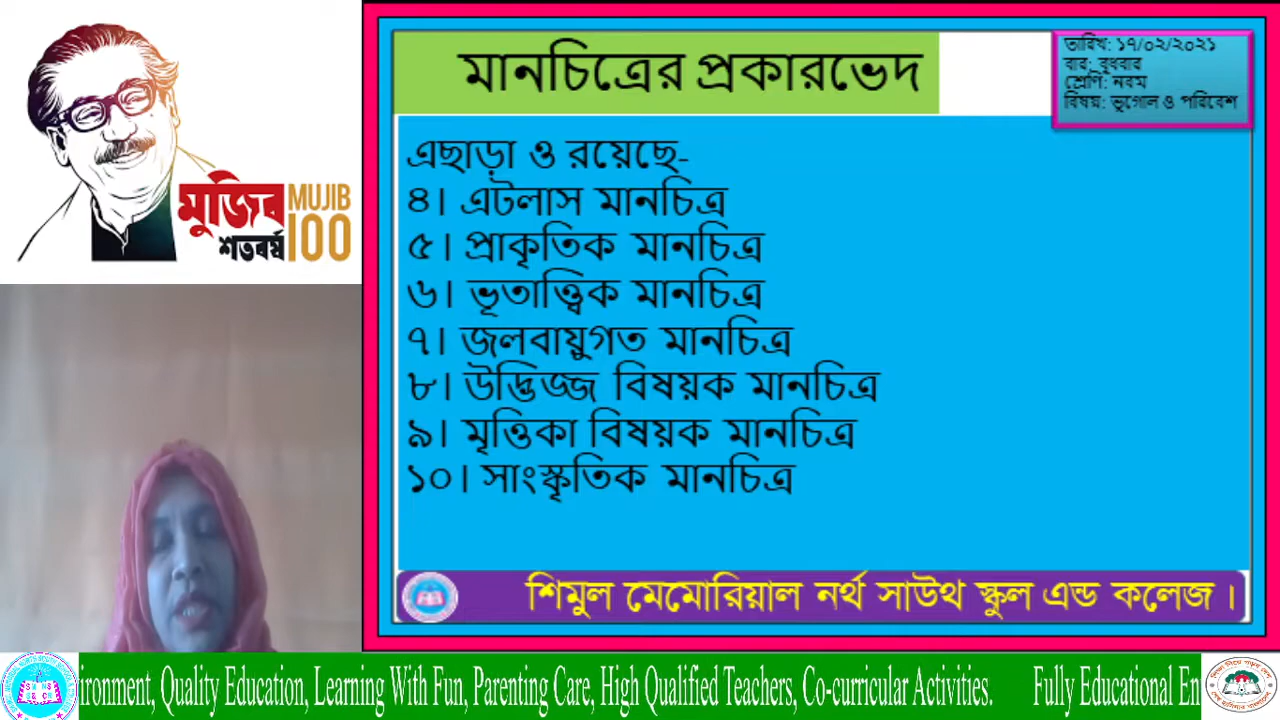 মুজিব
শতবর্ষ
MUJIB
100
মানচিত্রের প্রকারভেদ
তারিখ: ১৭/০২/২০২১
বার: বুধবার
শ্রেণি: নবম
বিষয়: ভূগোল ও পরিবেশ
এছাড়া ও রয়েছে-
৪। এটলাস মানচিত্র
৫। প্রাকৃতিক মানচিত্র
৬। ভূতাত্ত্বিক মানচিত্র
৭। জলবায়ুগত মানচিত্র
৮। উদ্ভিজ্জ বিষয়ক মানচিত্র
৯। মৃত্তিকা বিষয়ক মানচিত্র
১০। সাংস্কৃতিক মানচিত্র
শিমুল মেমোরিয়াল নর্থ সাউথ স্কুল এন্ড কলেজ ।
ironment, Quality Education, Learning With Fun, Parenting Care, High Qualified Teachers, Co-curricular Activities. Fully Educational En